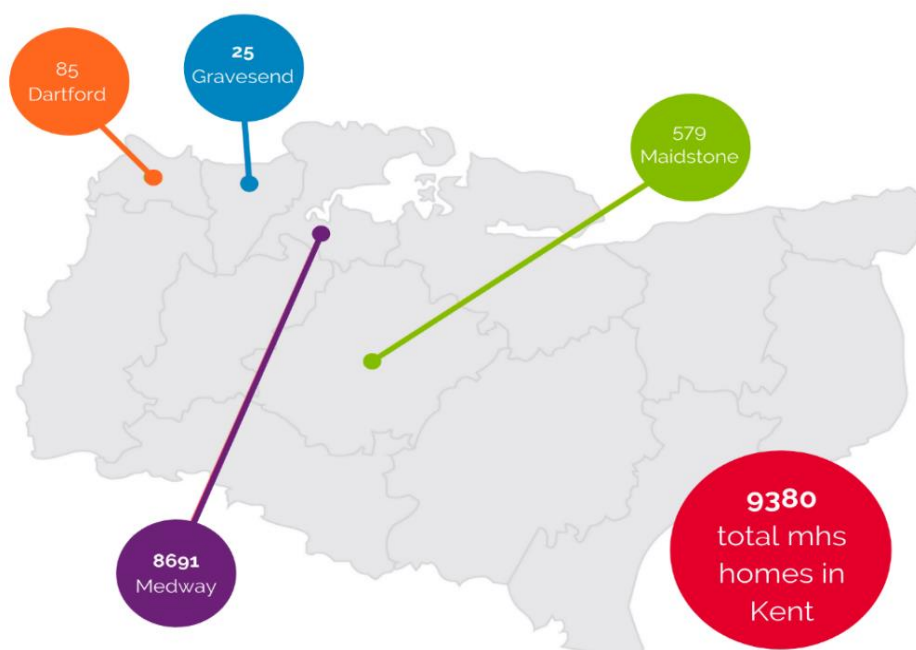 85
Dartford
25
Gravesend
579
Maidstone
8691
Medway
9380
total mhs
homes in
Kent